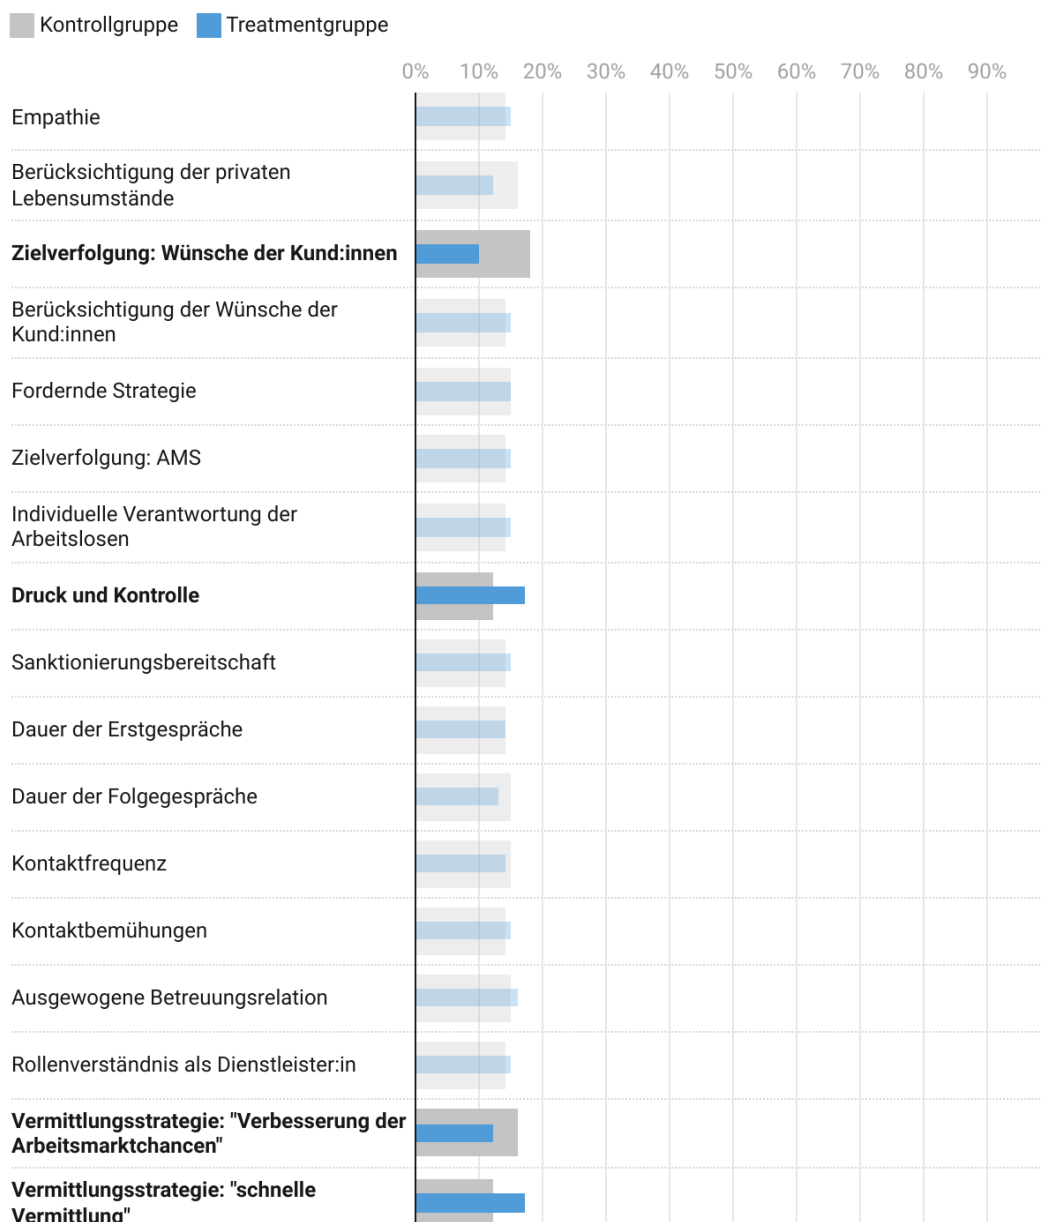 Kontrollgruppe Treatmentgruppe
0% 10% 20% 30% 40% 50% 60% 70% 80% 90%
Empathie
Berücksichtigung der privaten
Lebensumstände
Zielverfolgung: Wünsche der Kund:innen
Berücksichtigung der Wünsche der
Kund:innen
Fordernde Strategie
Zielverfolgung: AMS
Individuelle Verantwortung der
Arbeitslosen
Druck und Kontrolle
Sanktionierungsbereitschaft
Dauer der Erstgespräche
Dauer der Folgegespräche
Kontaktfrequenz
Kontaktbemühungen
Ausgewogene Betreuungsrelation
Rollenverständnis als Dienstleister:in
Vermittlungsstrategie: "Verbesserung der
Arbeitsmarktchancen"
Vermittlungsstrategie: "schnelle
Vermittlung"